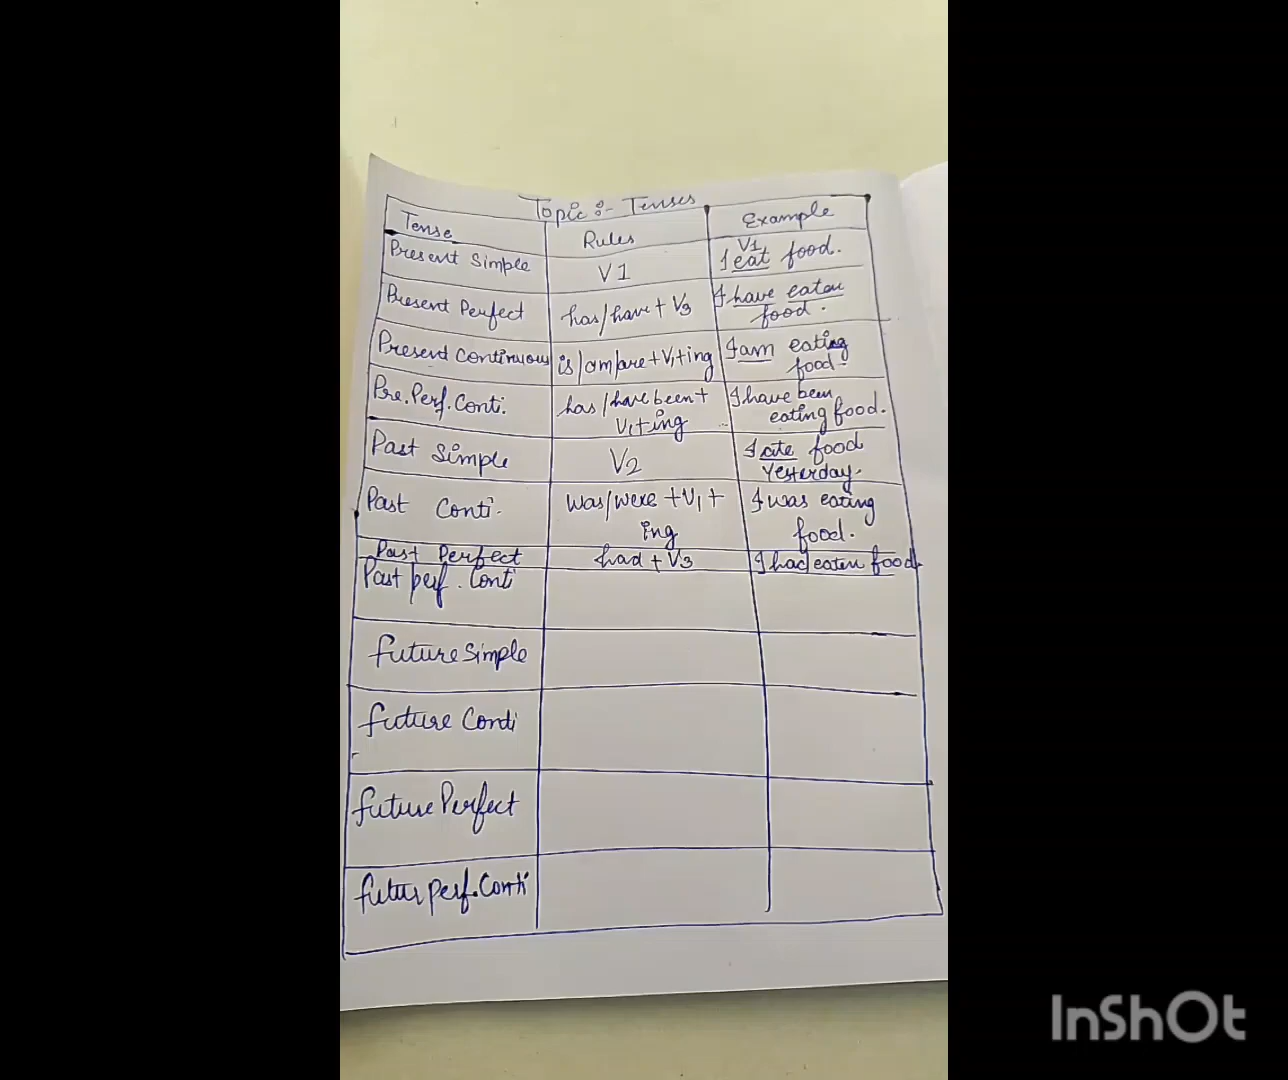 Topic :- Tenses
Tense Rules Example
Present Simple V1 V1 I eat food.
Present Perfect has/have + V3 I have eaten
food.
Present Continuous is/am/are+V1+ing I am eating
food.
Pre. Perf. Conti. has/have been+ I have been
V1+ing eating food.
Past Simple V2 I ate food
Yesterday.
Past Conti. was/were +V1+ I was eating
ing food.
Past Perfect had + V3 I had eaten food.
Past perf. Conti
future simple
future Conti
future Perfect
futur perf. Conti
InShOt